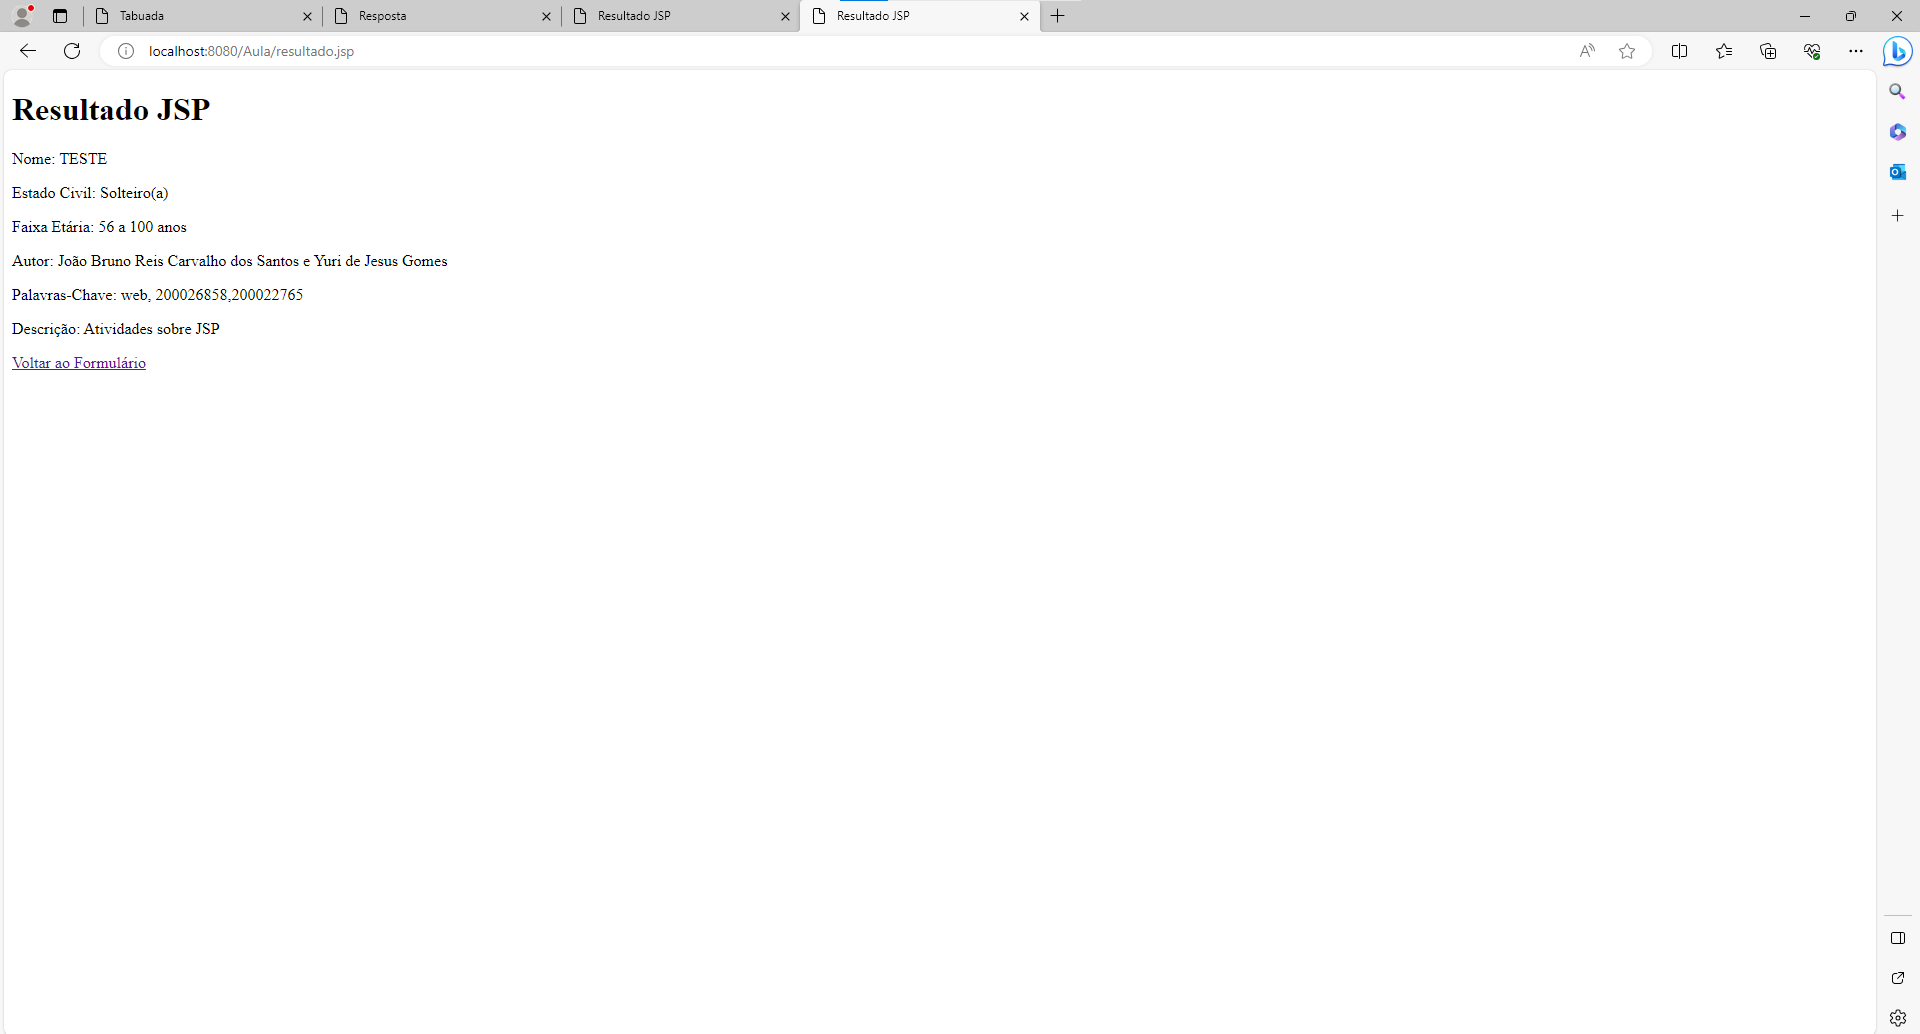 Tabuada
Resposta
Resultado JSP
Resultado JSP
localhost:8080/Aula/resultado.jsp
Resultado JSP
Nome: TESTE
Estado Civil: Solteiro(a)
Faixa Etária: 56 a 100 anos
Autor: João Bruno Reis Carvalho dos Santos e Yuri de Jesus Gomes
Palavras-Chave: web, 200026858,200022765
Descrição: Atividades sobre JSP
Voltar ao Formulário